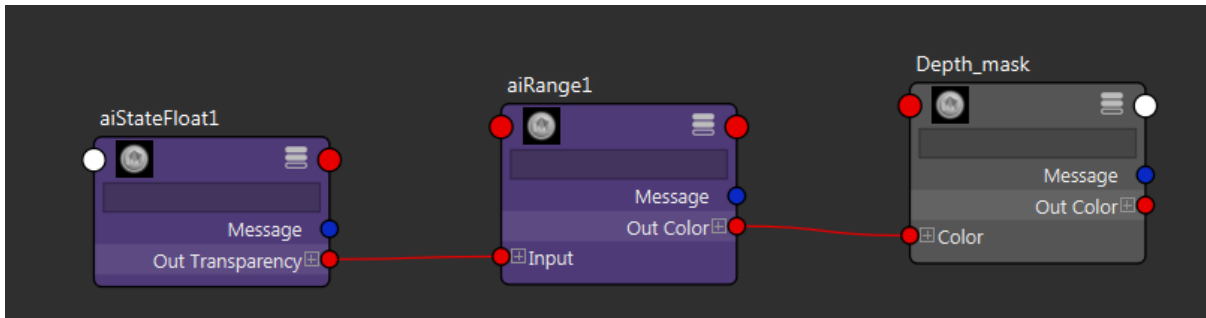 aiStateFloat1
Message
Out Transparency
aiRange1
Message
Out Color
Input
Depth_mask
Message
Out Color
Color